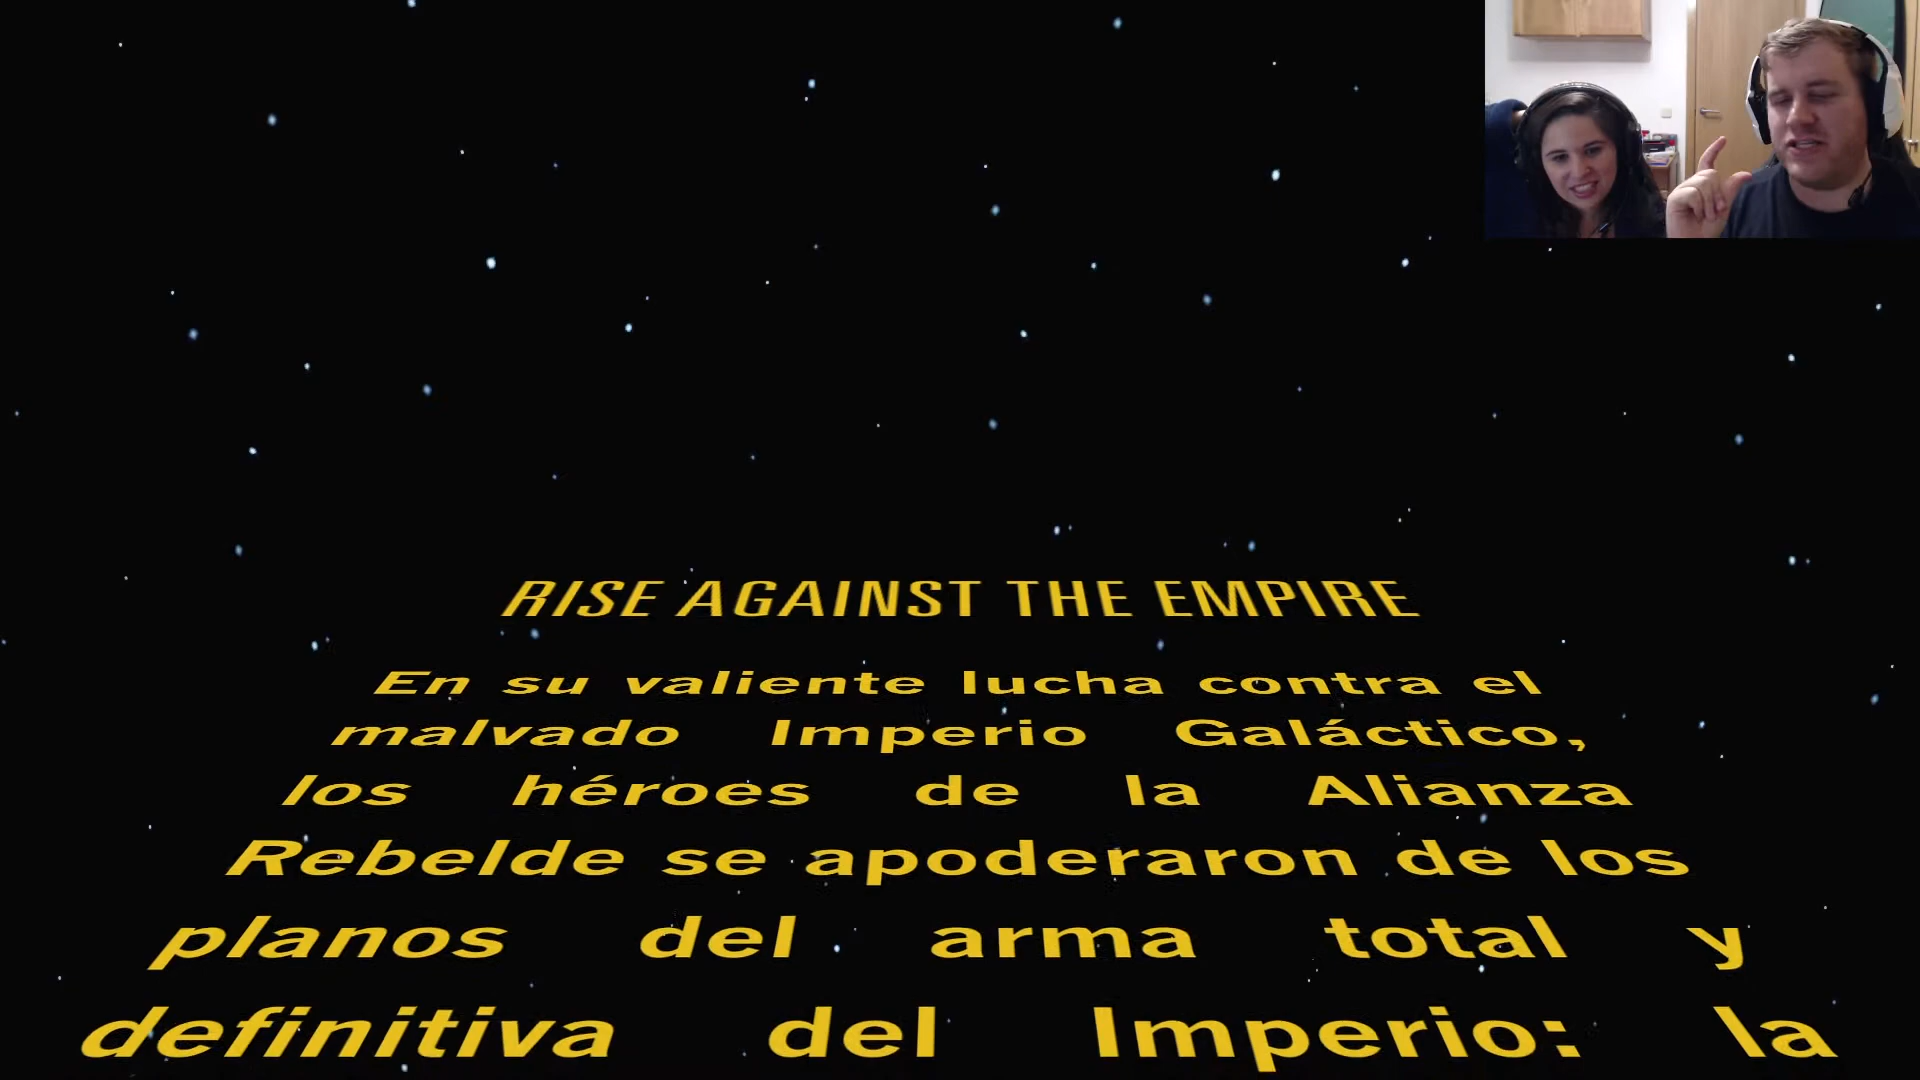 RISE AGAINST THE EMPIRE
En su valiente lucha contra el
malvado Imperio Galáctico,
los héroes de la Alianza
Rebelde se apoderaron de los
planos del arma total y
definitiva del Imperio: la